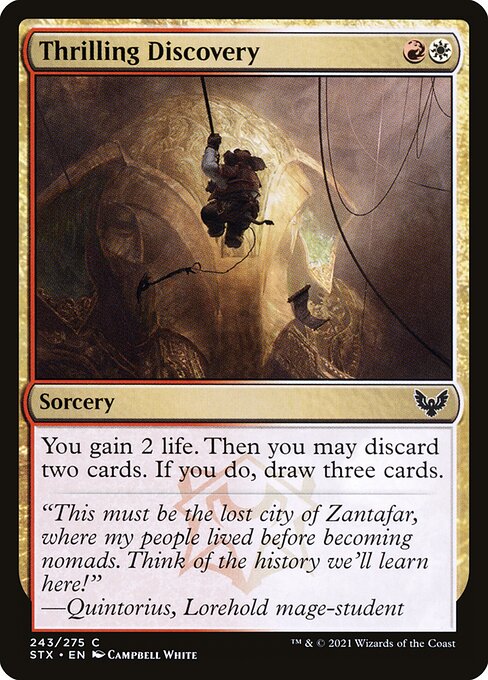 Thrilling Discovery
Sorcery
You gain 2 life. Then you may discard
two cards. If you do, draw three cards.
“This must be the lost city of Zantafar,
where my people lived before becoming
nomads. Think of the history we’ll learn
here!”
—Quintorius, Lorehold mage-student
243/275 C
STX • EN Campbell White
™ & © 2021 Wizards of the Coast